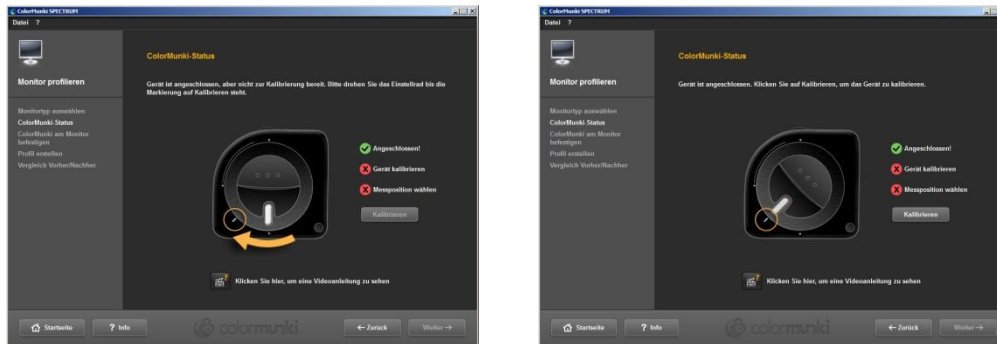 ColorMunki SPECTRUM
Datei ?
Monitor profilieren
Monitortyp auswählen
ColorMunki-Status
ColorMunki am Monitor
befestigen
Profil erstellen
Vergleich Vorher/Nachher
ColorMunki-Status
Gerät ist angeschlossen, aber nicht zur Kalibrierung bereit. Bitte drehen Sie das Einstellrad bis die
Markierung auf Kalibrieren steht.
Angeschlossen!
Gerät kalibrieren
Messposition wählen
Kalibrieren
Klicken Sie hier, um eine Videoanleitung zu sehen
Startseite
? Info
colormunki
← Zurück
Weiter →
ColorMunki SPECTRUM
Datei ?
Monitor profilieren
Monitortyp auswählen
ColorMunki-Status
ColorMunki am Monitor
befestigen
Profil erstellen
Vergleich Vorher/Nachher
ColorMunki-Status
Gerät ist angeschlossen. Klicken Sie auf Kalibrieren, um das Gerät zu kalibrieren.
Angeschlossen!
Gerät kalibrieren
Messposition wählen
Kalibrieren
Klicken Sie hier, um eine Videoanleitung zu sehen
Startseite
? Info
colormunki
← Zurück
Weiter →